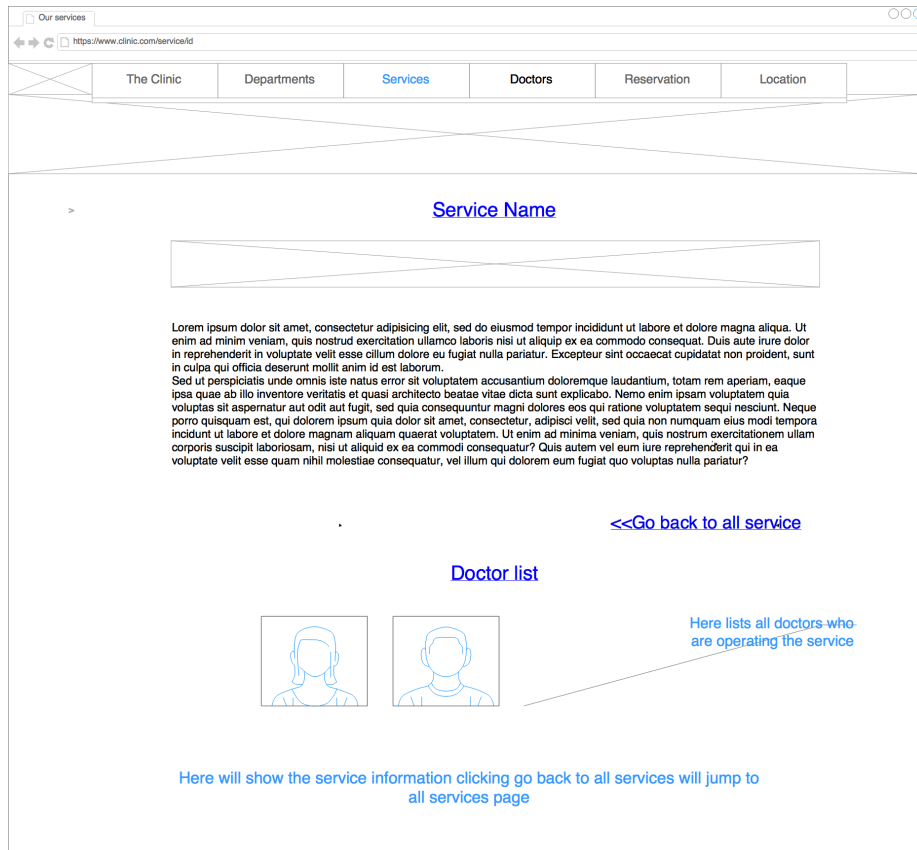 Our services
https://www.clinic.com/service/id
The Clinic
Departments
Services
Doctors
Reservation
Location
>
Service Name
Lorem ipsum dolor sit amet, consectetur adipisicing elit, sed do eiusmod tempor incididunt ut labore et dolore magna aliqua. Ut
enim ad minim veniam, quis nostrud exercitation ullamco laboris nisi ut aliquip ex ea commodo consequat. Duis aute irure dolor
in reprehenderit in voluptate velit esse cillum dolore eu fugiat nulla pariatur. Excepteur sint occaecat cupidatat non proident, sunt
in culpa qui officia deserunt mollit anim id est laborum.
Sed ut perspiciatis unde omnis iste natus error sit voluptatem accusantium doloremque laudantium, totam rem aperiam, eaque
ipsa quae ab illo inventore veritatis et quasi architecto beatae vitae dicta sunt explicabo. Nemo enim ipsam voluptatem quia
voluptas sit aspernatur aut odit aut fugit, sed quia consequuntur magni dolores eos qui ratione voluptatem sequi nesciunt. Neque
porro quisquam est, qui dolorem ipsum quia dolor sit amet, consectetur, adipisci velit, sed quia non numquam eius modi tempora
incidunt ut labore et dolore magnam aliquam quaerat voluptatem. Ut enim ad minima veniam, quis nostrum exercitationem ullam
corporis suscipit laboriosam, nisi ut aliquid ex ea commodi consequatur? Quis autem vel eum iure reprehenderit qui in ea
voluptate velit esse quam nihil molestiae consequatur, vel illum qui dolorem eum fugiat quo voluptas nulla pariatur?
<<Go back to all service
Doctor list
Here lists all doctors who
are operating the service
Here will show the service information clicking go back to all services will jump to
all services page